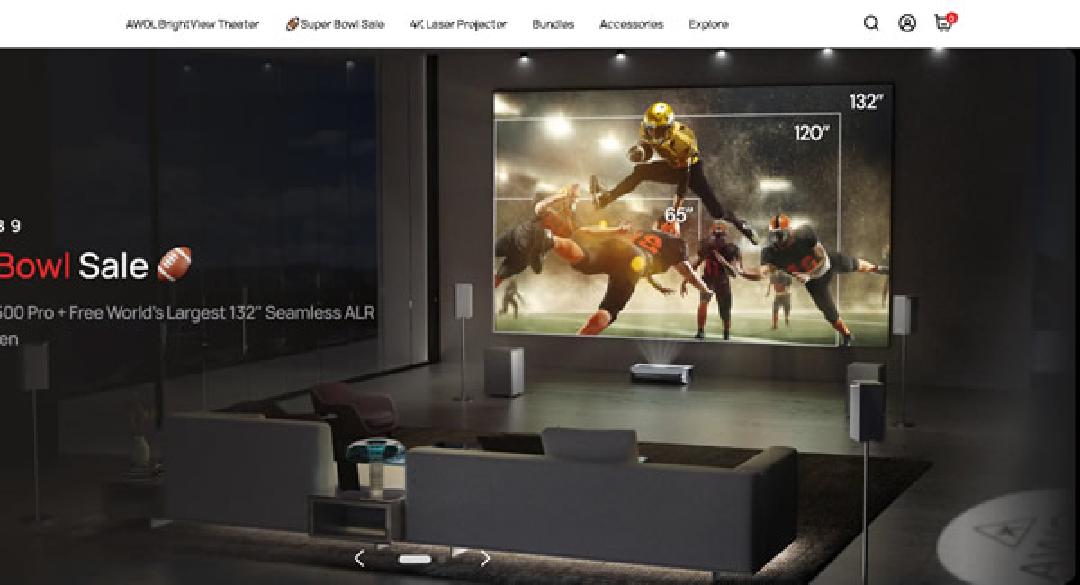 AWOL BrightView Theater
🏈Super Bowl Sale
4K Laser Projector
Bundles
Accessories
Explore
0
132"
120"
65"
9
Bowl Sale 🏈
500 Pro + Free World's Largest 132" Seamless ALR
en